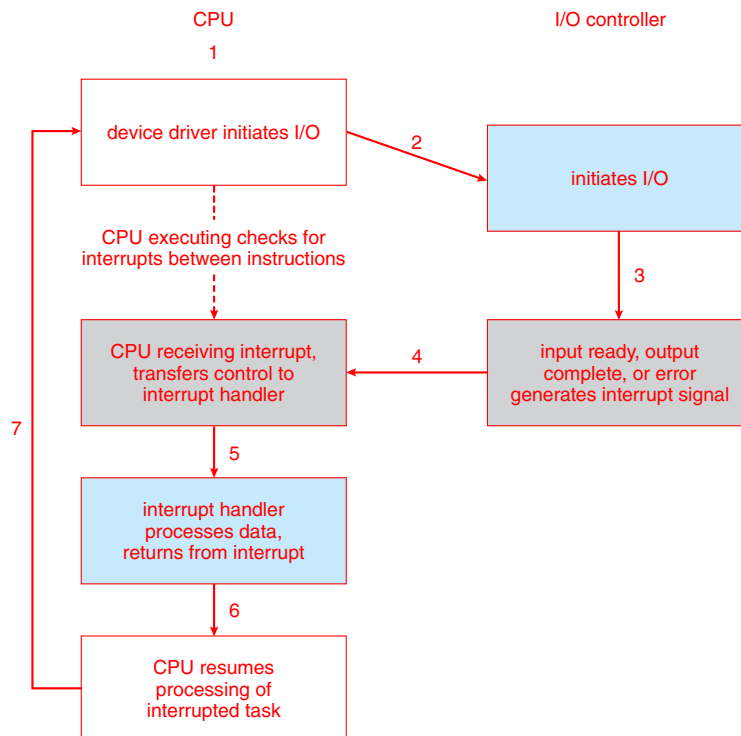 CPU
I/O controller
1
device driver initiates I/O
2
initiates I/O
CPU executing checks for
interrupts between instructions
3
CPU receiving interrupt,
transfers control to
interrupt handler
4
input ready, output
complete, or error
generates interrupt signal
7
5
interrupt handler
processes data,
returns from interrupt
6
CPU resumes
processing of
interrupted task